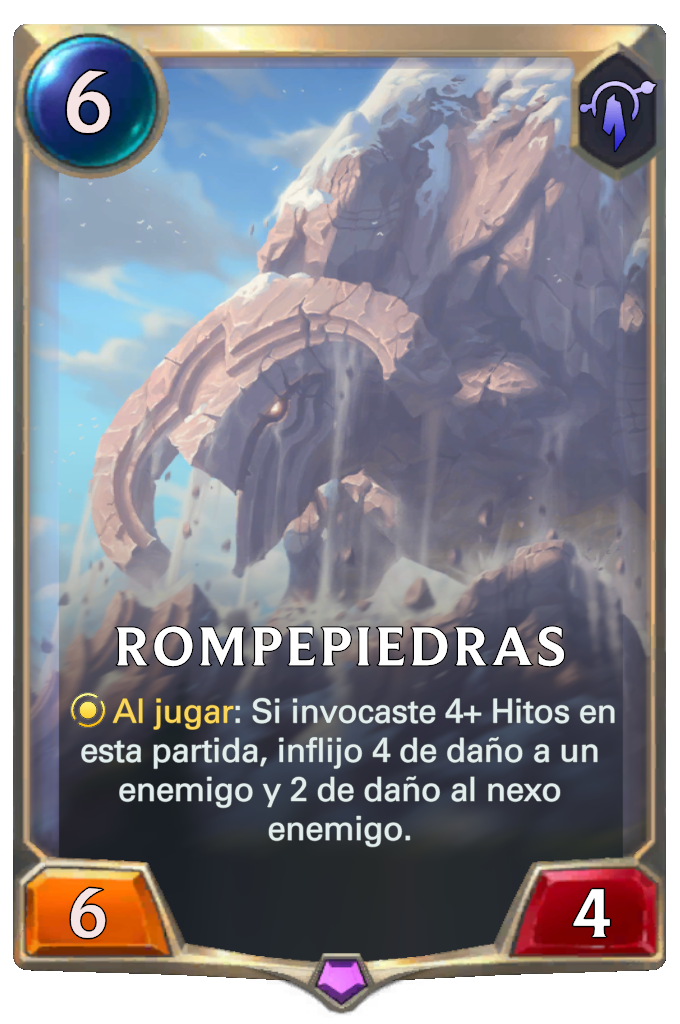 6
ROMPEPIEDRAS
Al jugar: Si invocaste 4+ Hitos en
esta partida, inflijo 4 de daño a un
enemigo y 2 de daño al nexo
enemigo.
6
4